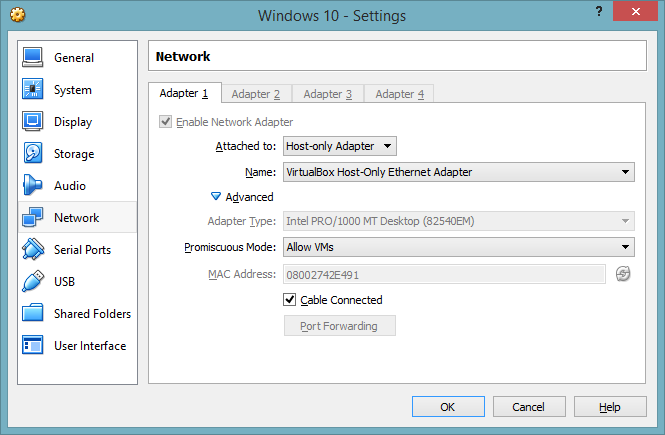 Windows 10 - Settings
?
General
System
Display
Storage
Audio
Network
Serial Ports
USB
Shared Folders
User Interface
Network
Adapter 1
Adapter 2
Adapter 3
Adapter 4
Enable Network Adapter
Attached to: Host-only Adapter
Name: VirtualBox Host-Only Ethernet Adapter
Advanced
Adapter Type: Intel PRO/1000 MT Desktop (82540EM)
Promiscuous Mode: Allow VMs
MAC Address: 08002742E491
Cable Connected
Port Forwarding
OK
Cancel
Help